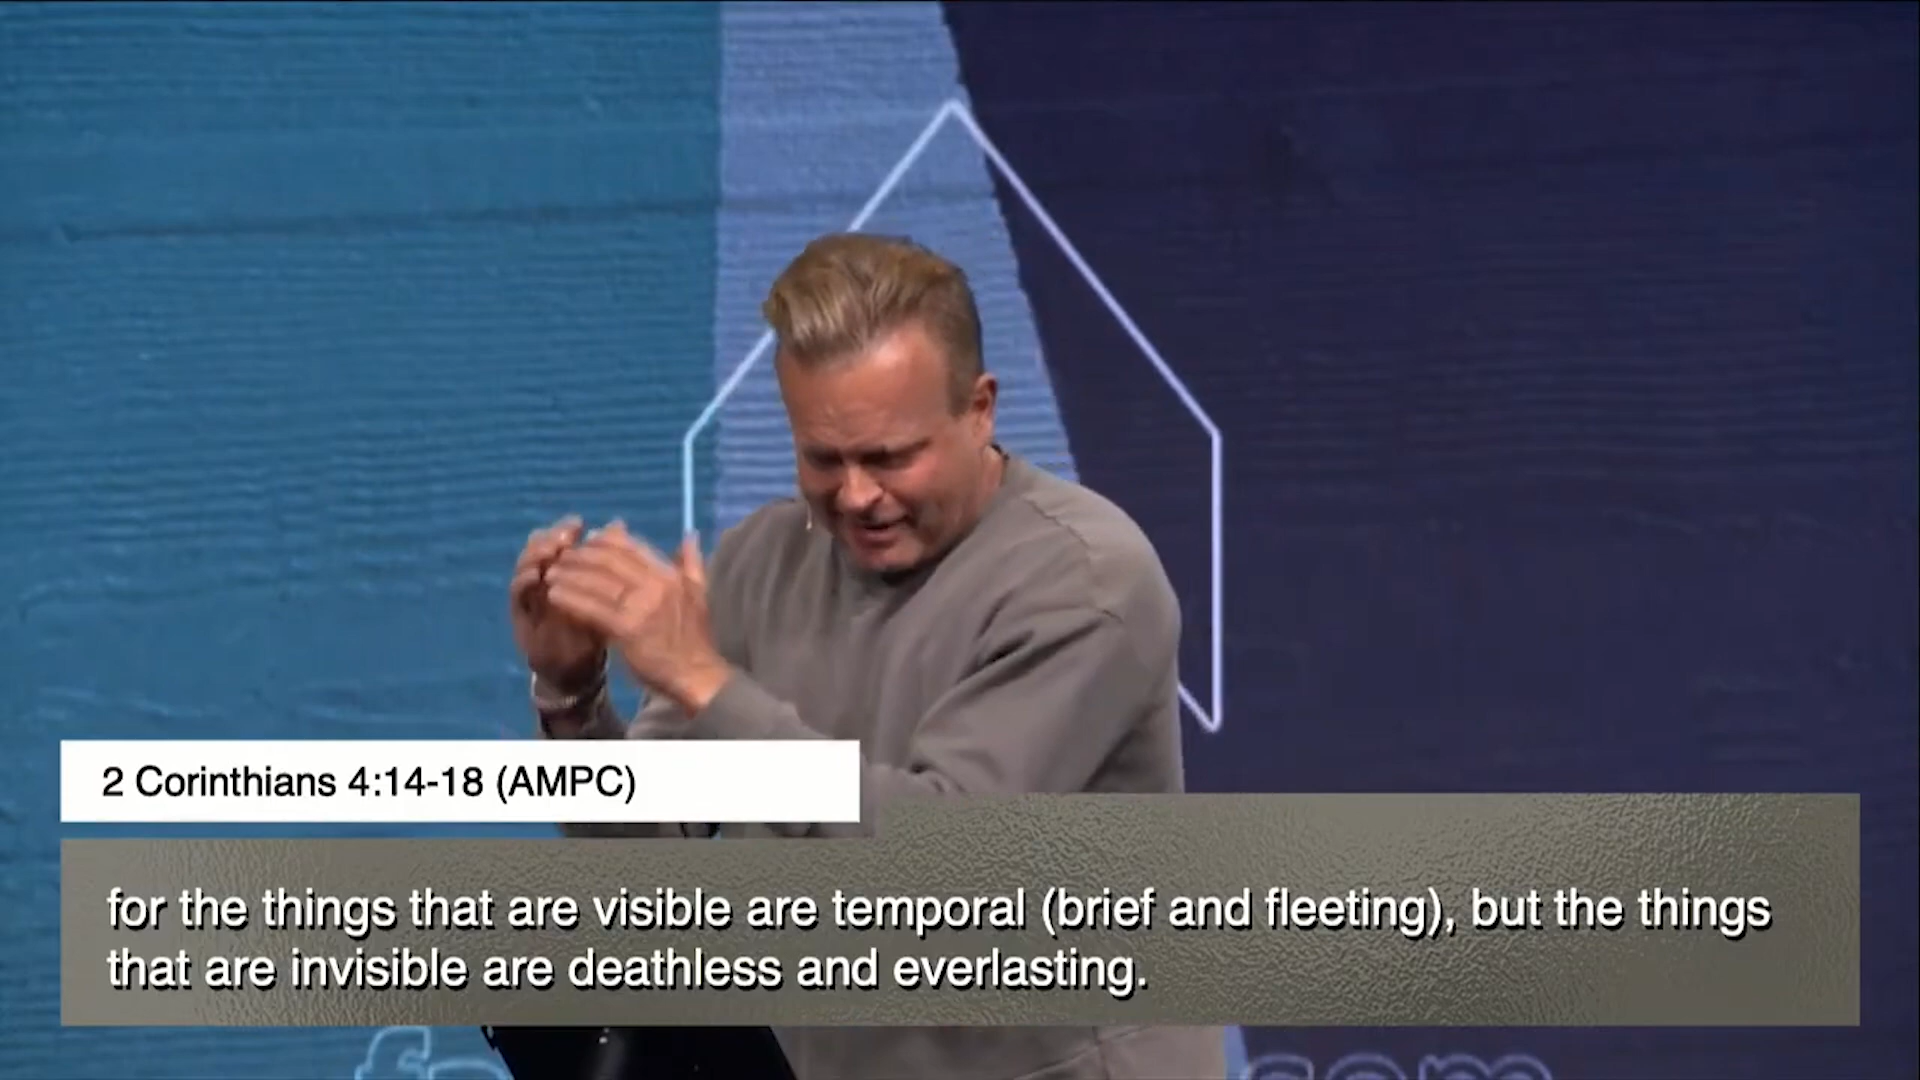 2 Corinthians 4:14-18 (AMPC)
for the things that are visible are temporal (brief and fleeting), but the things
that are invisible are deathless and everlasting.